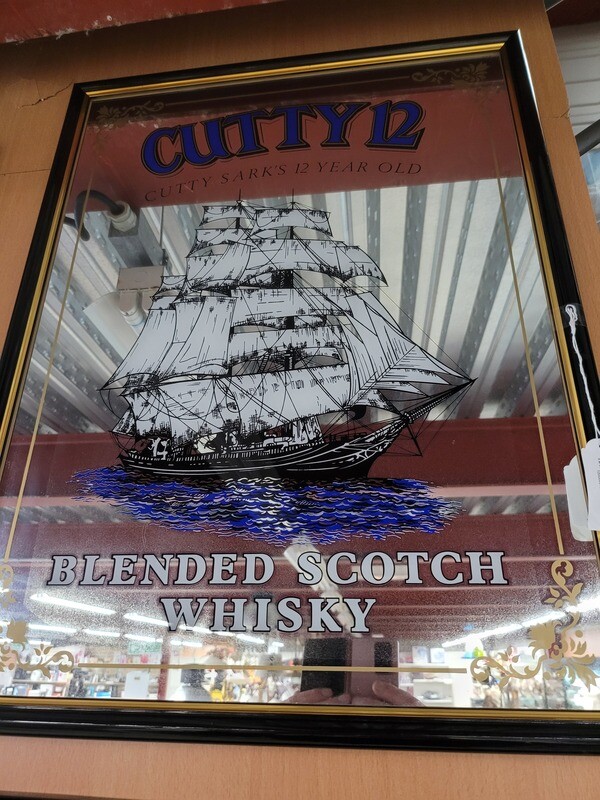 CUTTY 12
CUTTY SARK'S 12 YEAR OLD
BLENDED SCOTCH
WHISKY